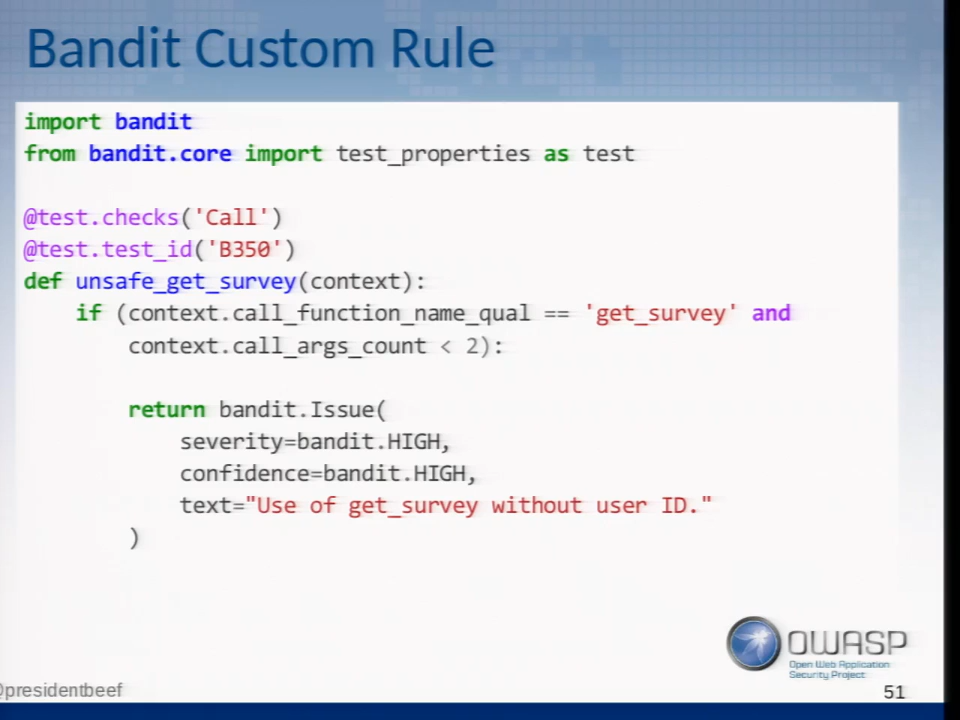 Bandit Custom Rule
import bandit
from bandit.core import test_properties as test
@test.checks('Call')
@test.test_id('B350')
def unsafe_get_survey(context):
    if (context.call_function_name_qual == 'get_survey' and
        context.call_args_count < 2):
        return bandit.Issue(
            severity=bandit.HIGH,
            confidence=bandit.HIGH,
            text="Use of get_survey without user ID."
        )
OWASP
Open Web Application
Security Project
@presidentbeef
51